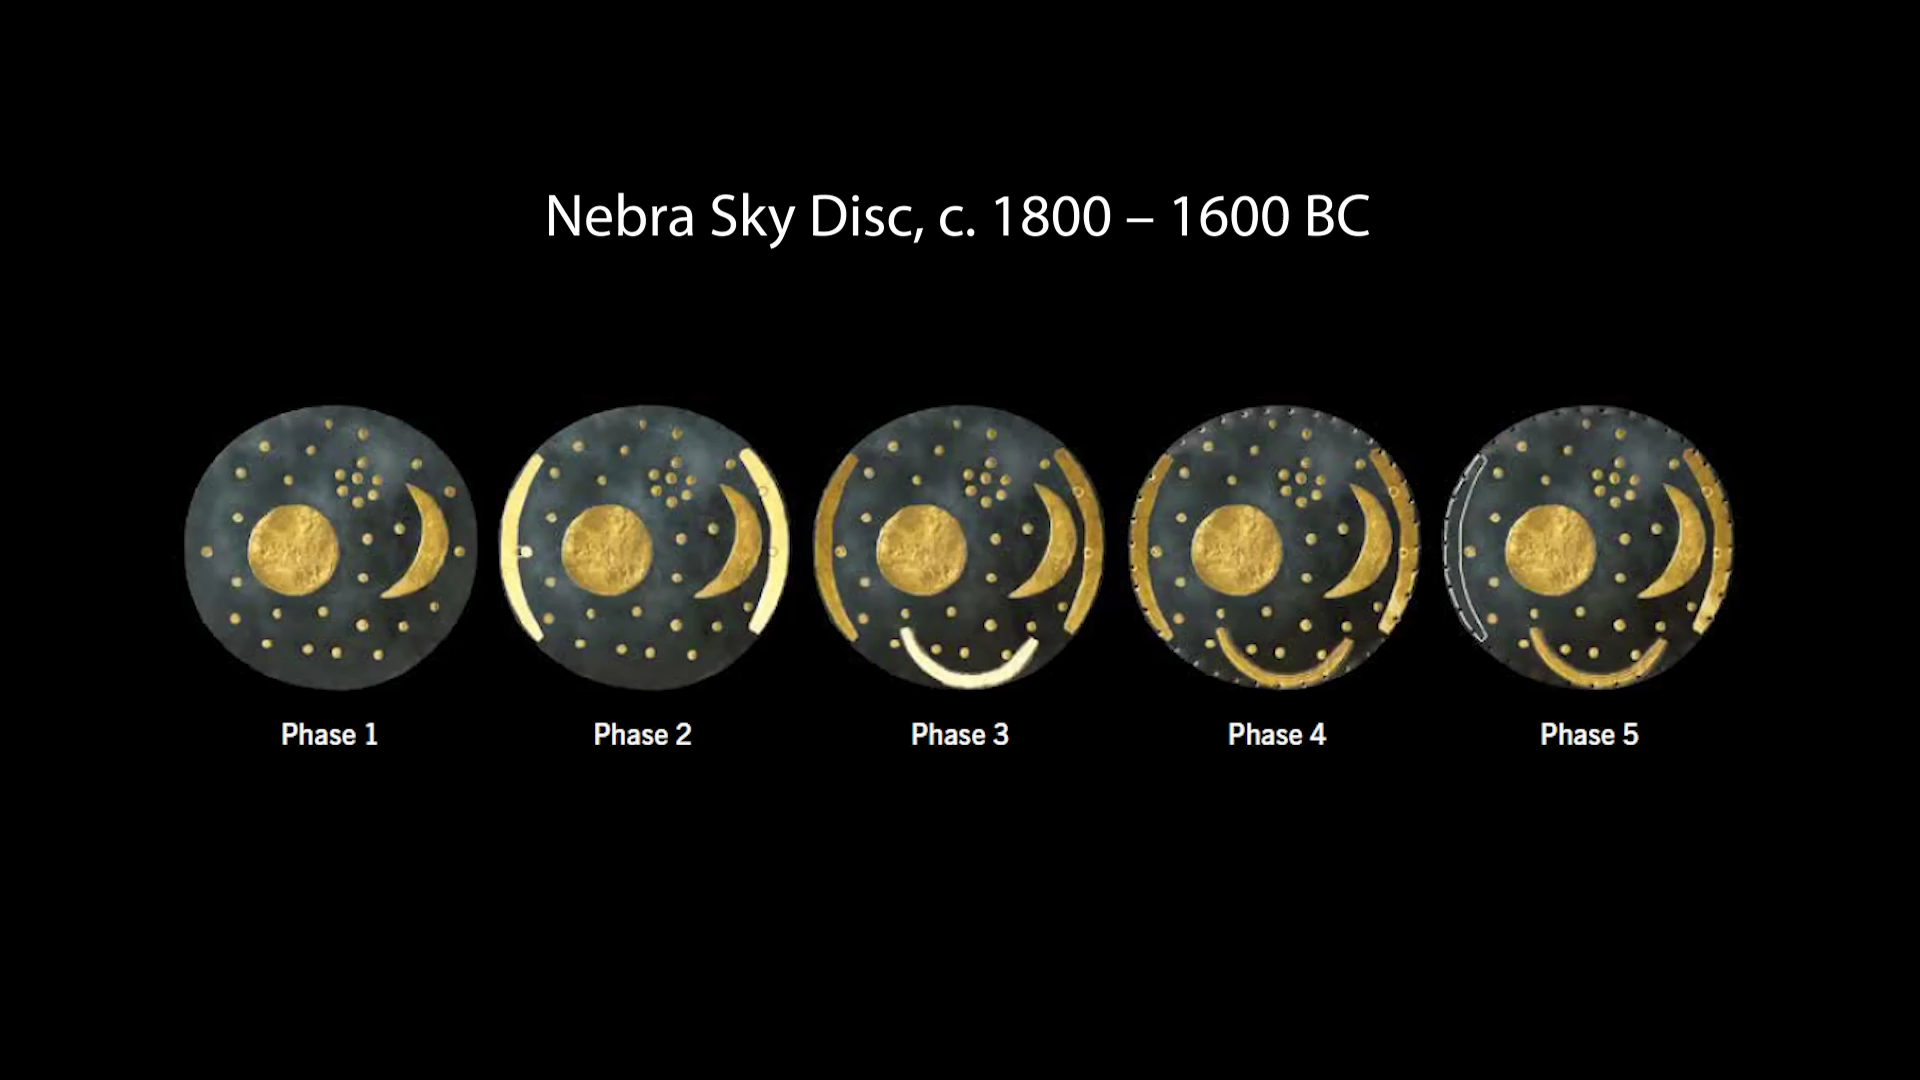 Nebra Sky Disc, c. 1800 – 1600 BC
Phase 1
Phase 2
Phase 3
Phase 4
Phase 5